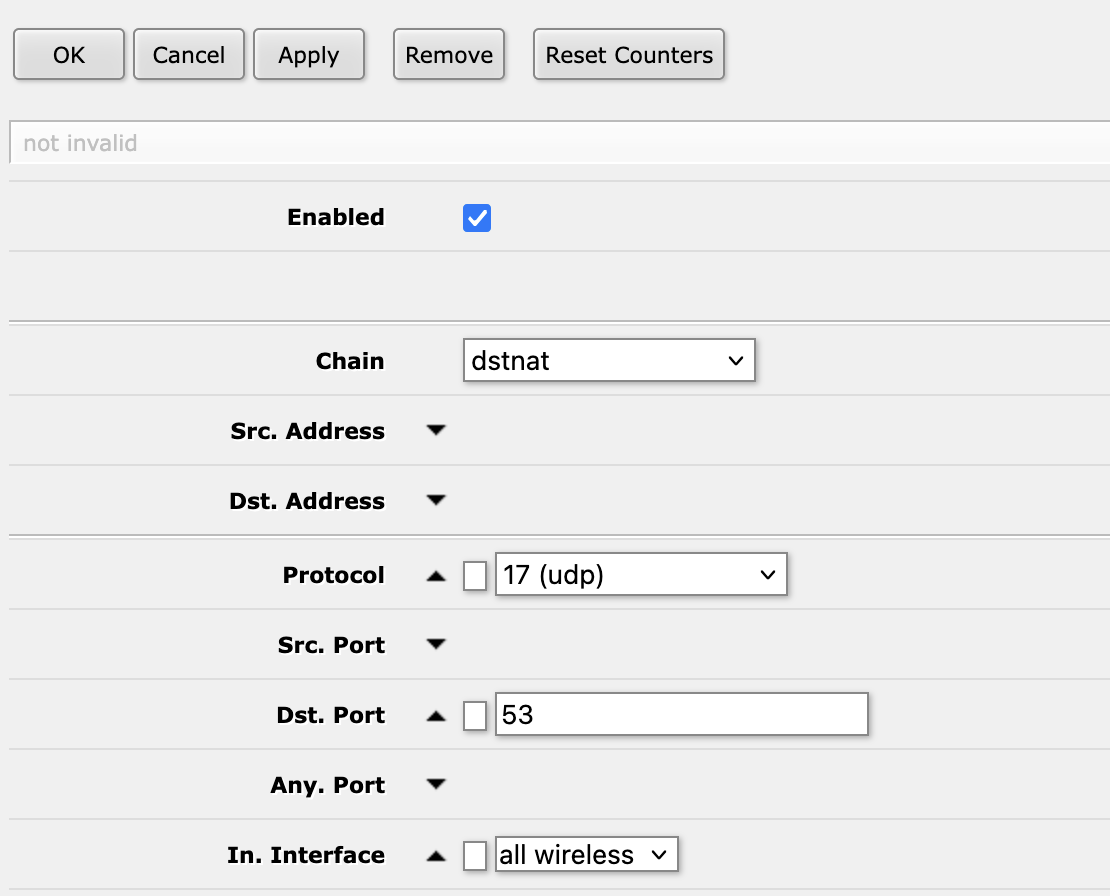 OK Cancel Apply Remove Reset Counters
not invalid
Enabled
Chain dstnat
Src. Address
Dst. Address
Protocol 17 (udp)
Src. Port
Dst. Port 53
Any. Port
In. Interface all wireless